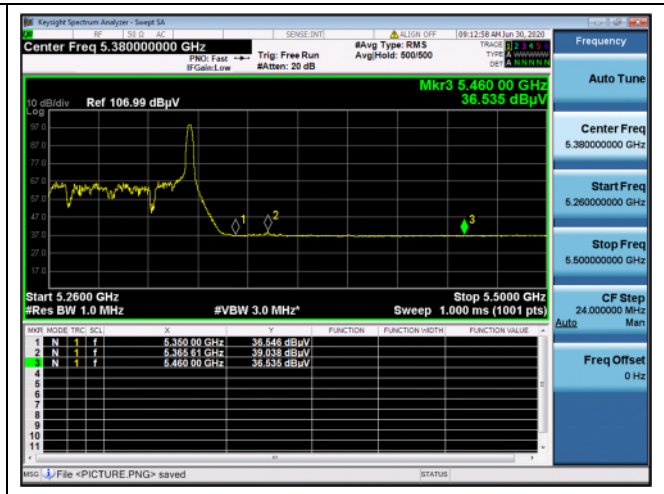 Keysight Spectrum Analyzer - Swept SA
RF 50 Ω AC SENSE:INT ALIGN OFF 09:12:58 AM Jun 30, 2020
Center Freq 5.380000000 GHz
PNO: Fast
IFGain:Low
Trig: Free Run
#Atten: 20 dB
#Avg Type: RMS
Avg|Hold: 500/500
TRACE 1 2 3 4 5 6
TYPE A WWWWW
DET A N N N N N
Mkr3 5.460 00 GHz
36.535 dBµV
10 dB/div Ref 106.99 dBµV
Log
97.0
87.0
77.0
67.0
57.0
47.0
37.0
27.0
17.0
1
2
3
Start 5.2600 GHz Stop 5.5000 GHz
#Res BW 1.0 MHz #VBW 3.0 MHz* Sweep 1.000 ms (1001 pts)
MKR MODE TRC SCL X Y FUNCTION FUNCTION WIDTH FUNCTION VALUE
1 N 1 f 5.350 00 GHz 36.546 dBµV
2 N 1 f 5.365 61 GHz 39.038 dBµV
3 N 1 f 5.460 00 GHz 36.535 dBµV
4
5
6
7
8
9
10
11
MSG File <PICTURE.PNG> saved STATUS
Frequency
Auto Tune
Center Freq
5.380000000 GHz
Start Freq
5.260000000 GHz
Stop Freq
5.500000000 GHz
CF Step
24.000000 MHz
Auto Man
Freq Offset
0 Hz